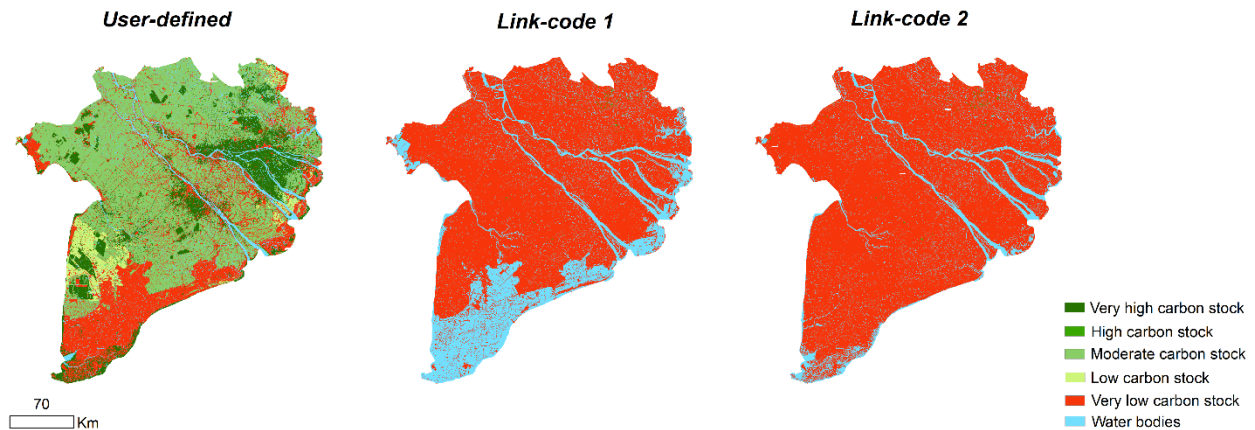 User-defined
Link-code 1
Link-code 2
Very high carbon stock
High carbon stock
Moderate carbon stock
Low carbon stock
Very low carbon stock
Water bodies
70
Km